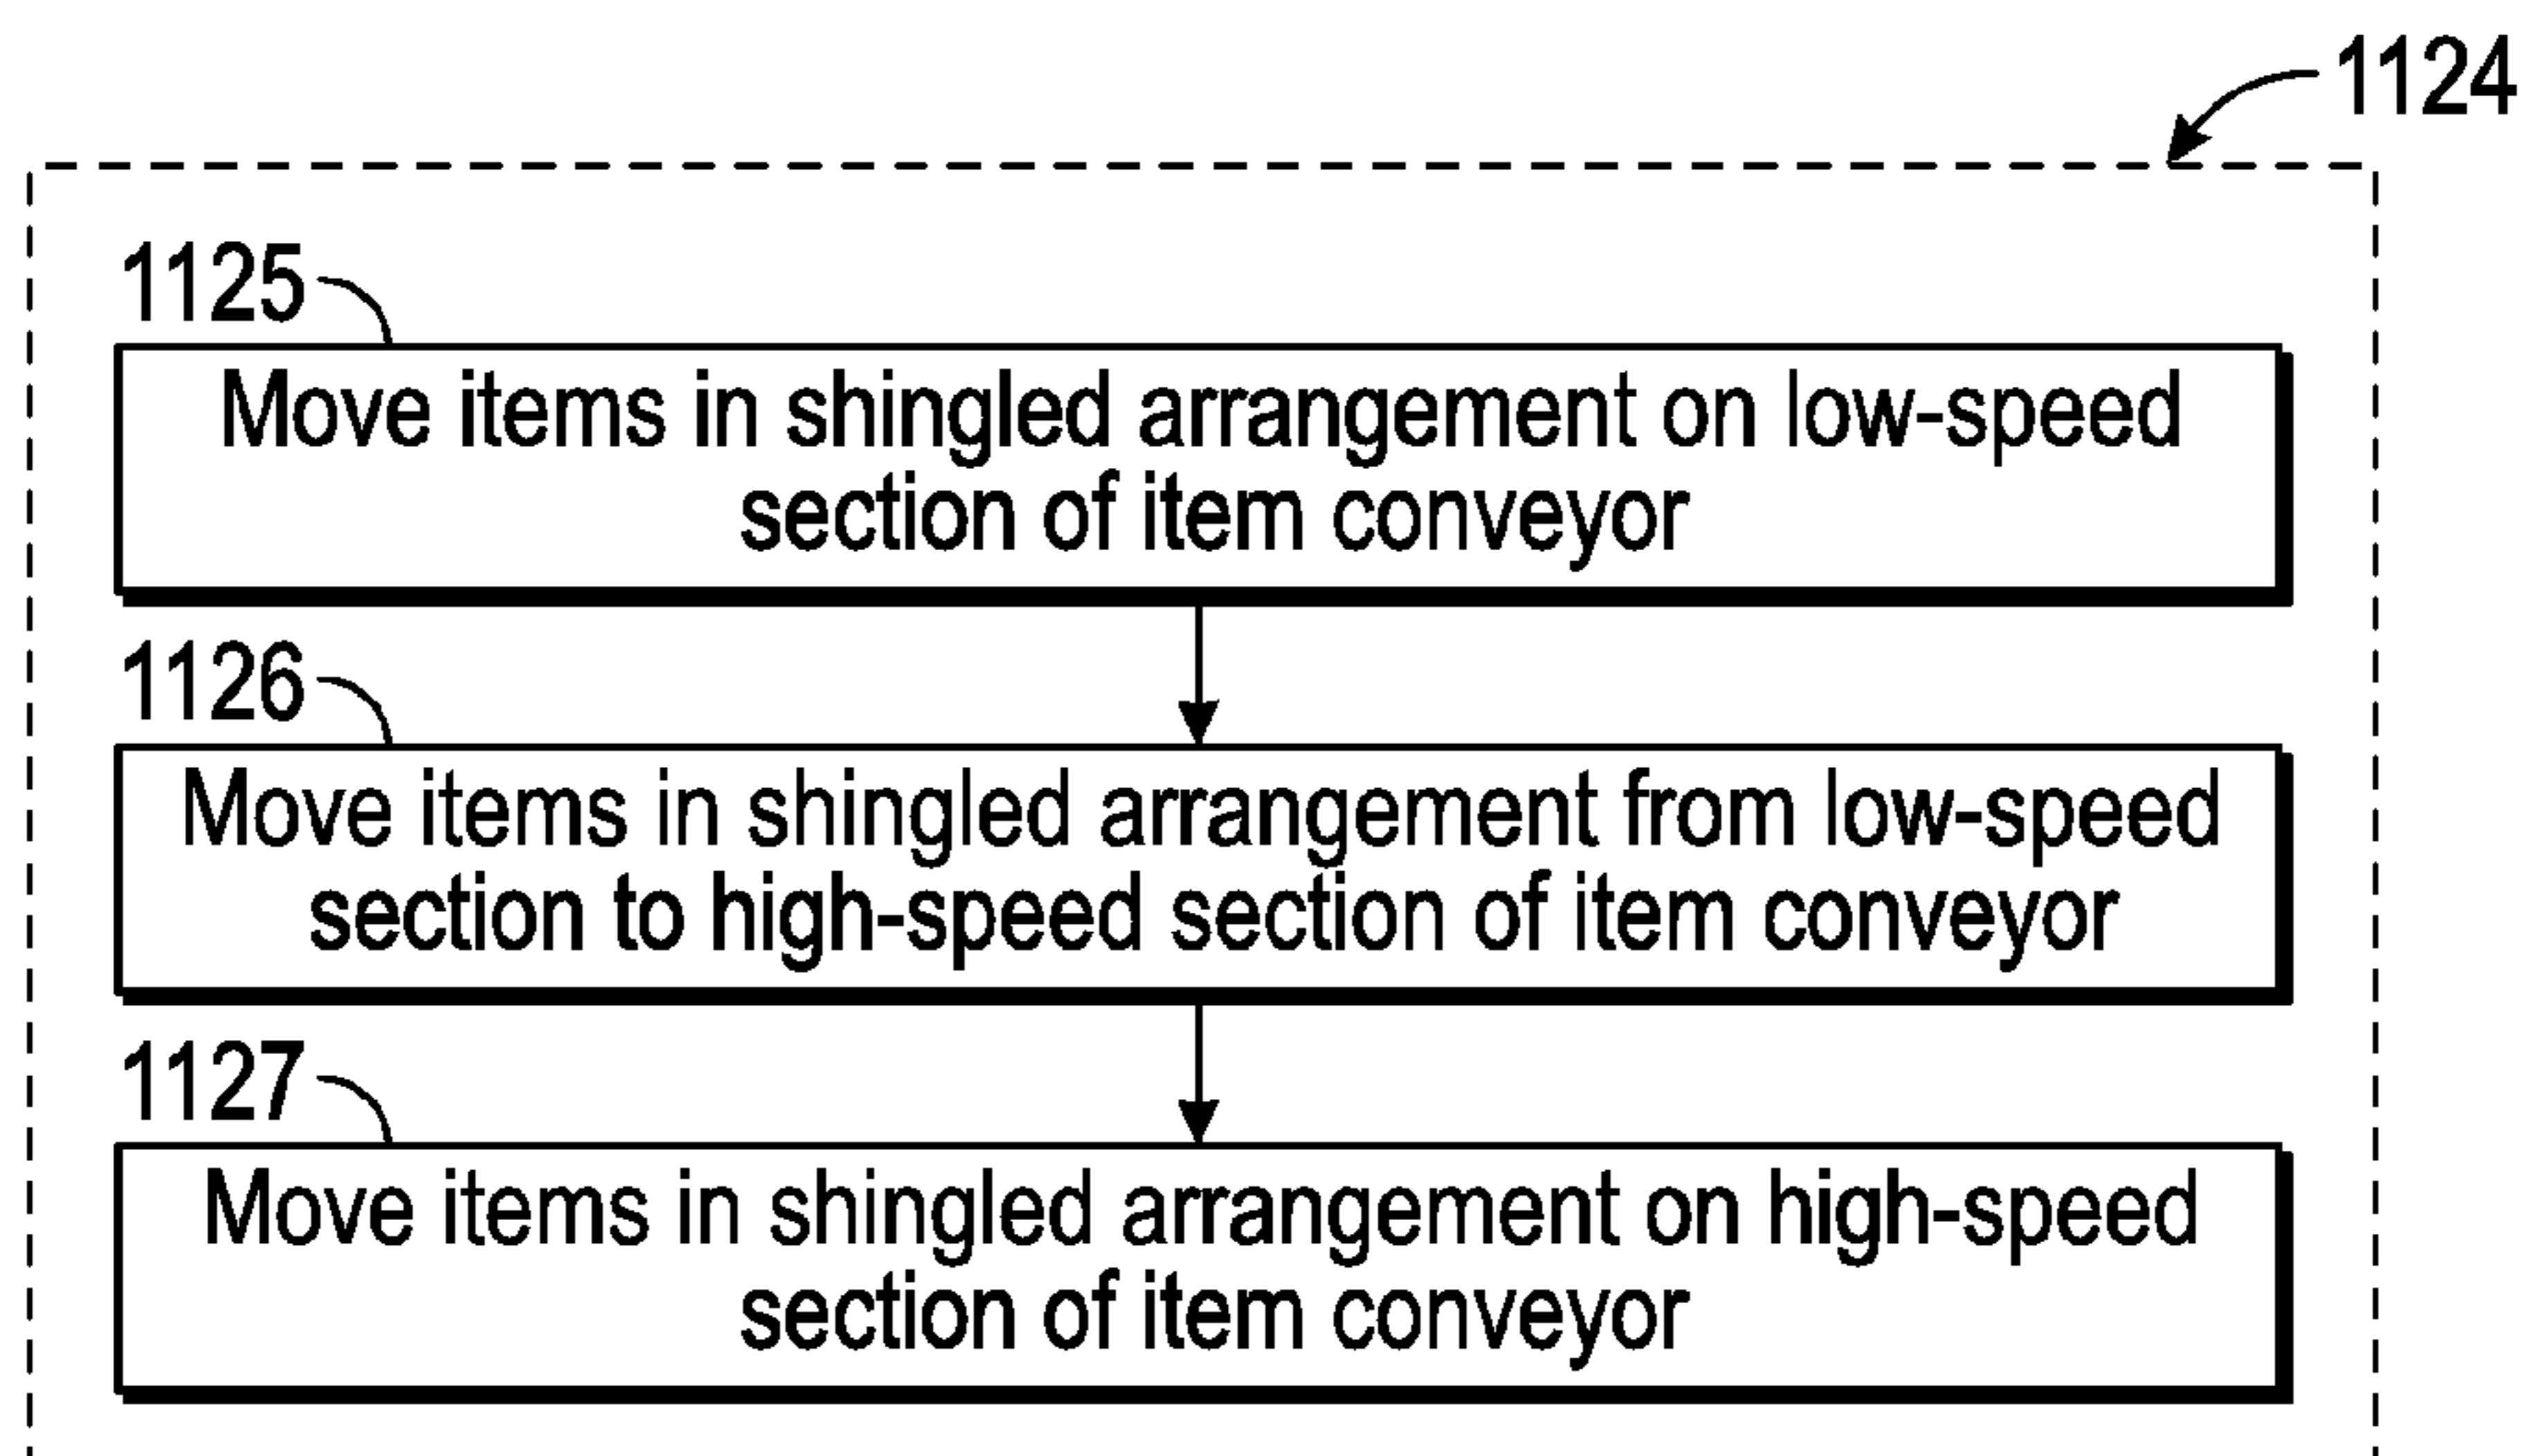 1124
1125
Move items in shingled arrangement on low-speed
section of item conveyor
1126
Move items in shingled arrangement from low-speed
section to high-speed section of item conveyor
1127
Move items in shingled arrangement on high-speed
section of item conveyor